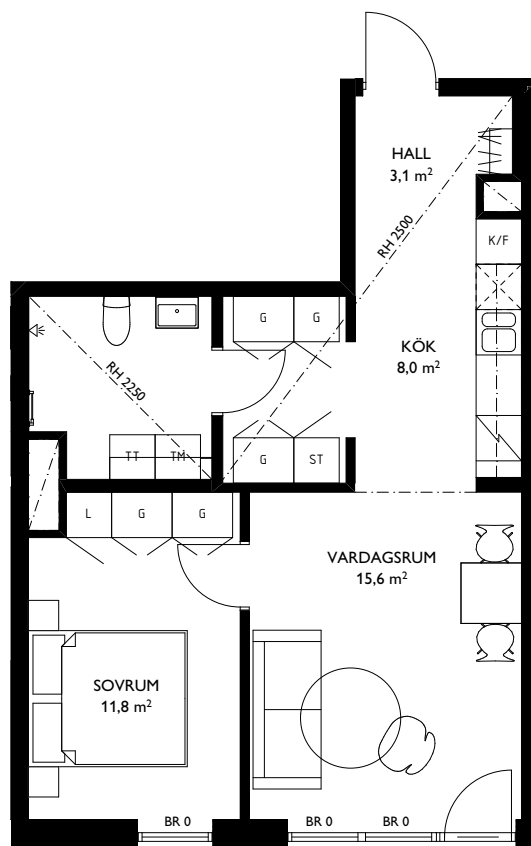 HALL
3,1 m²
RH 2500
K/F
G
G
KÖK
8,0 m²
RH 2250
TT
TM
G
ST
L
G
G
VARDAGSRUM
15,6 m²
SOVRUM
11,8 m²
BR 0
BR 0
BR 0